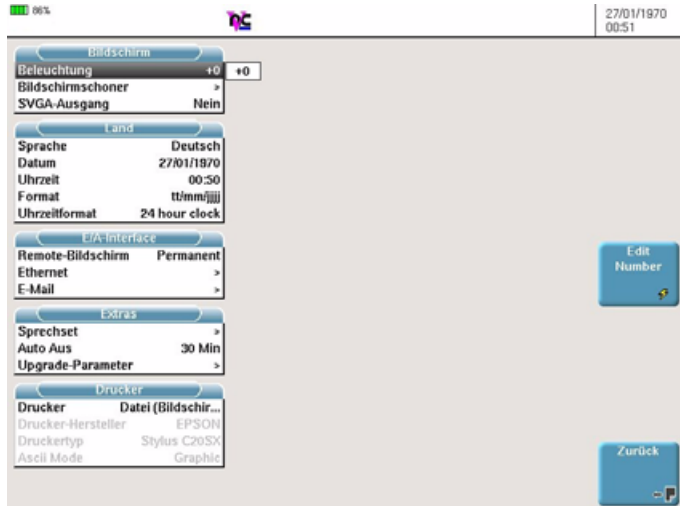 86%
27/01/1970
00:51
Bildschirm
Beleuchtung +0 +0
Bildschirmschoner >
SVGA-Ausgang Nein
Land
Sprache Deutsch
Datum 27/01/1970
Uhrzeit 00:50
Format tt/mm/jjjj
Uhrzeitformat 24 hour clock
E/A-Interface
Remote-Bildschirm Permanent
Ethernet >
E-Mail >
Extras
Sprechset >
Auto Aus 30 Min
Upgrade-Parameter >
Drucker
Drucker Datei (Bildschir...
Drucker-Hersteller EPSON
Druckertyp Stylus C20SX
Ascii Mode Graphic
Edit
Number
Zurück